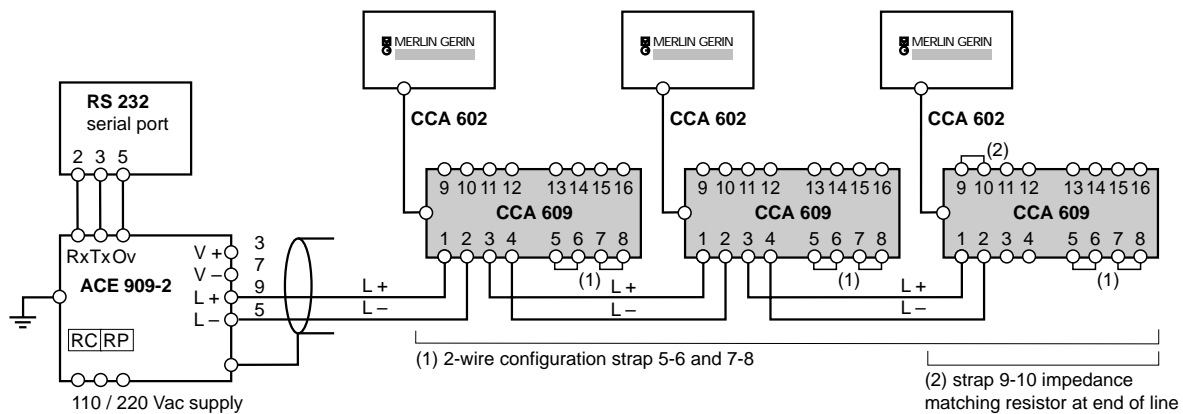 MERLIN GERIN
MERLIN GERIN
MERLIN GERIN
RS 232
serial port
2 3 5
CCA 602
CCA 602
CCA 602
(2)
9 10 11 12 13 14 15 16
9 10 11 12 13 14 15 16
9 10 11 12 13 14 15 16
CCA 609
CCA 609
CCA 609
1 2 3 4 5 6 7 8
1 2 3 4 5 6 7 8
1 2 3 4 5 6 7 8
(1)
(1)
(1)
Rx Tx Ov
ACE 909-2
V + 3
V – 7
L + 9
L – 5
RC RP
L +
L –
L +
L –
L +
L –
110 / 220 Vac supply
(1) 2-wire configuration strap 5-6 and 7-8
(2) strap 9-10 impedance
matching resistor at end of line